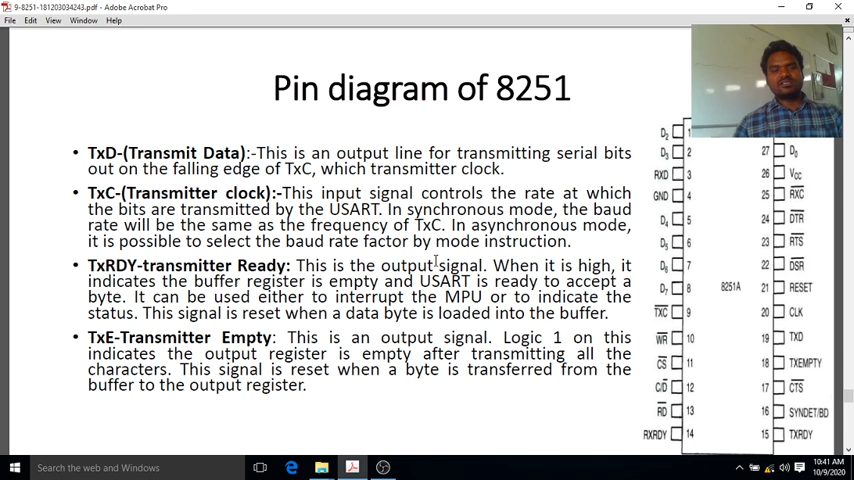 9-8251-181203034243.pdf - Adobe Acrobat Pro
File Edit View Window Help
Pin diagram of 8251
• TxD-(Transmit Data):-This is an output line for transmitting serial bits
out on the falling edge of TxC, which transmitter clock.
• TxC-(Transmitter clock):-This input signal controls the rate at which
the bits are transmitted by the USART. In synchronous mode, the baud
rate will be the same as the frequency of TxC. In asynchronous mode,
it is possible to select the baud rate factor by mode instruction.
• TxRDY-transmitter Ready: This is the output signal. When it is high, it
indicates the buffer register is empty and USART is ready to accept a
byte. It can be used either to interrupt the MPU or to indicate the
status. This signal is reset when a data byte is loaded into the buffer.
• TxE-Transmitter Empty: This is an output signal. Logic 1 on this
indicates the output register is empty after transmitting all the
characters. This signal is reset when a byte is transferred from the
buffer to the output register.
D2 1
D3 2 27 D0
RXD 3 26 VCC
GND 4 25 RXC
D4 5 24 DTR
D5 6 23 RTS
D6 7 22 DSR
D7 8 8251A 21 RESET
TXC 9 20 CLK
WR 10 19 TXD
CS 11 18 TXEMPTY
C/D 12 17 CTS
RD 13 16 SYNDET/BD
RXRDY 14 15 TXRDY
Search the web and Windows
10:41 AM
10/9/2020